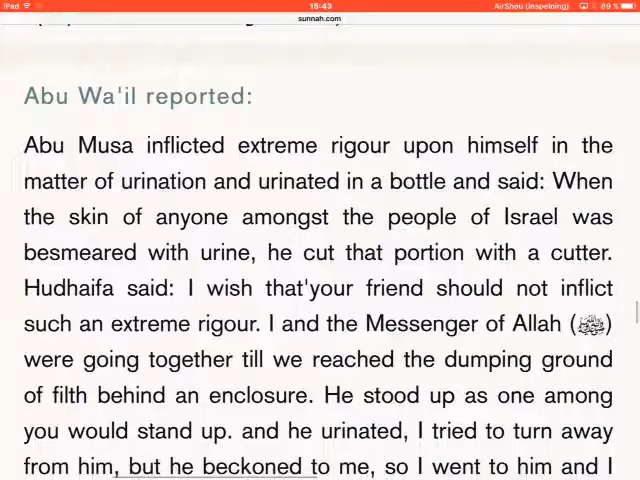 iPad 15:43 AirShou (Inspelning) 89 %
sunnah.com
Abu Wa'il reported:
Abu Musa inflicted extreme rigour upon himself in the
matter of urination and urinated in a bottle and said: When
the skin of anyone amongst the people of Israel was
besmeared with urine, he cut that portion with a cutter.
Hudhaifa said: I wish that'your friend should not inflict
such an extreme rigour. I and the Messenger of Allah (ﷺ)
were going together till we reached the dumping ground
of filth behind an enclosure. He stood up as one among
you would stand up. and he urinated, I tried to turn away
from him, but he beckoned to me, so I went to him and I